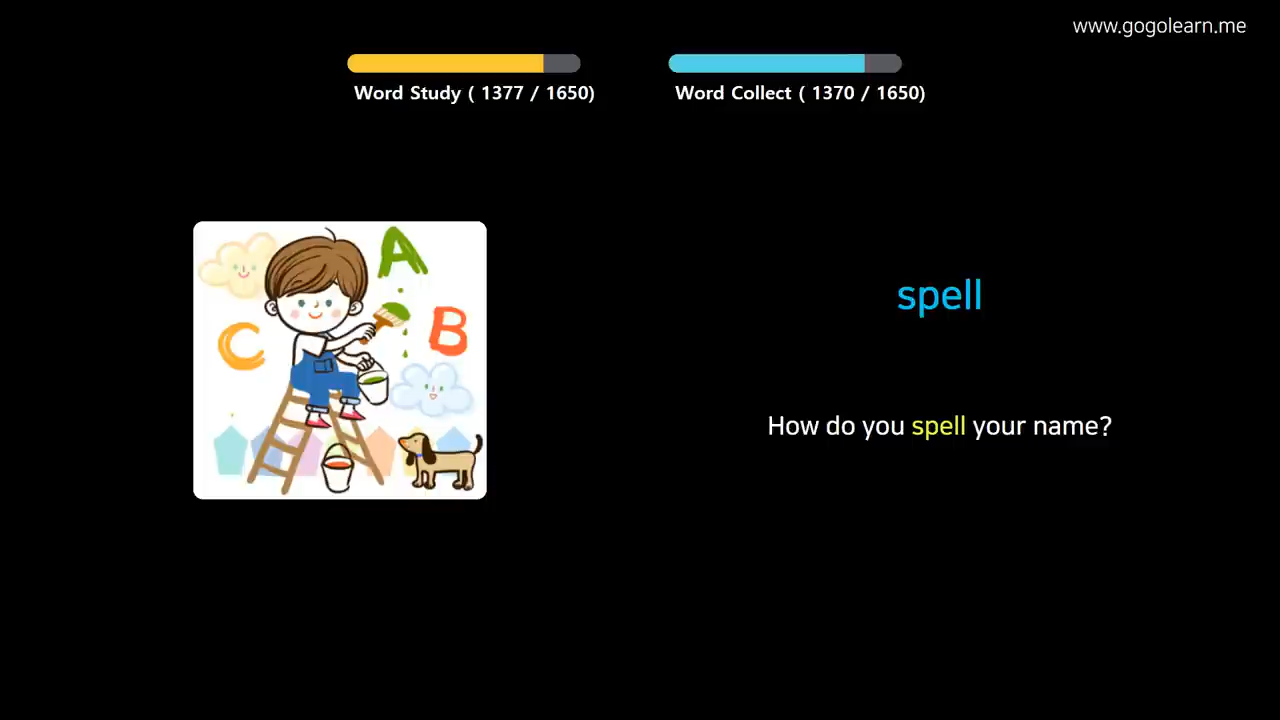 www.gogolearn.me
Word Study ( 1377 / 1650)
Word Collect ( 1370 / 1650)
A
B
C
spell
How do you spell your name?